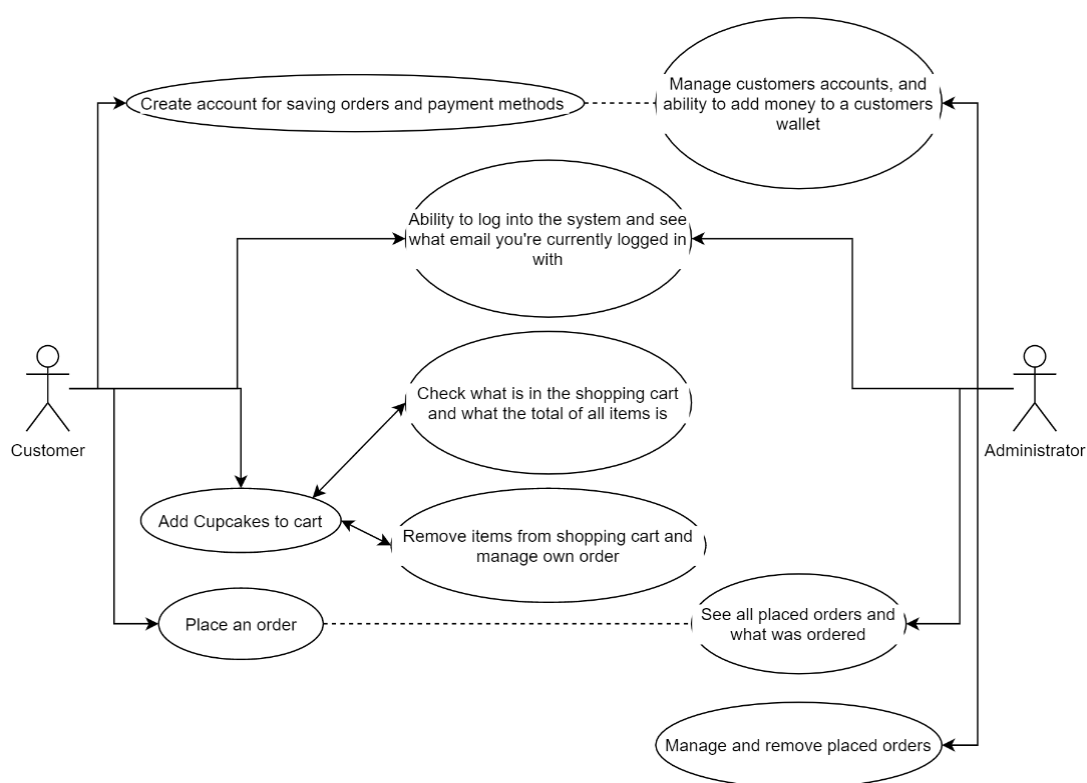 Create account for saving orders and payment methods
Manage customers accounts, and
ability to add money to a customers
wallet
Ability to log into the system and see
what email you're currently logged in
with
Check what is in the shopping cart
and what the total of all items is
Customer
Administrator
Add Cupcakes to cart
Remove items from shopping cart and
manage own order
Place an order
See all placed orders and
what was ordered
Manage and remove placed orders